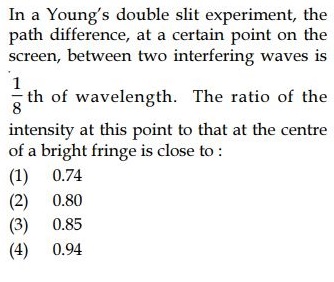 In a Young's double slit experiment, the
path difference, at a certain point on the
screen, between two interfering waves is
1/8 th of wavelength. The ratio of the
intensity at this point to that at the centre
of a bright fringe is close to :
(1) 0.74
(2) 0.80
(3) 0.85
(4) 0.94